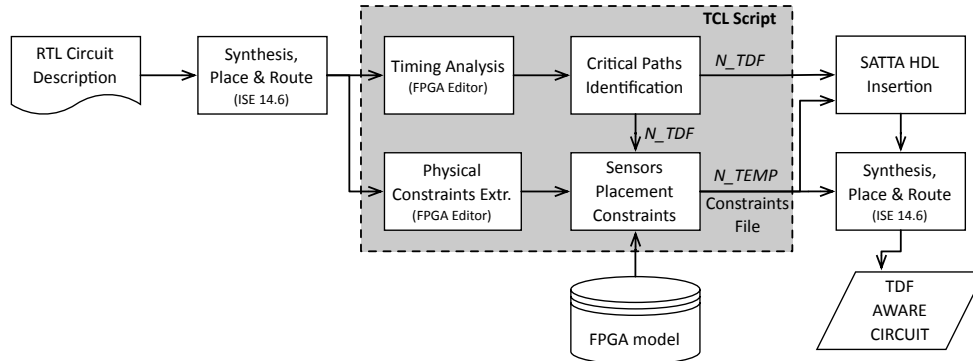 TCL Script
RTL Circuit
Description
Synthesis,
Place & Route
(ISE 14.6)
Timing Analysis
(FPGA Editor)
Critical Paths
Identification
N_TDF
SATTA HDL
Insertion
N_TDF
Physical
Constraints Extr.
(FPGA Editor)
Sensors
Placement
Constraints
N_TEMP
Constraints
File
Synthesis,
Place & Route
(ISE 14.6)
FPGA model
TDF
AWARE
CIRCUIT